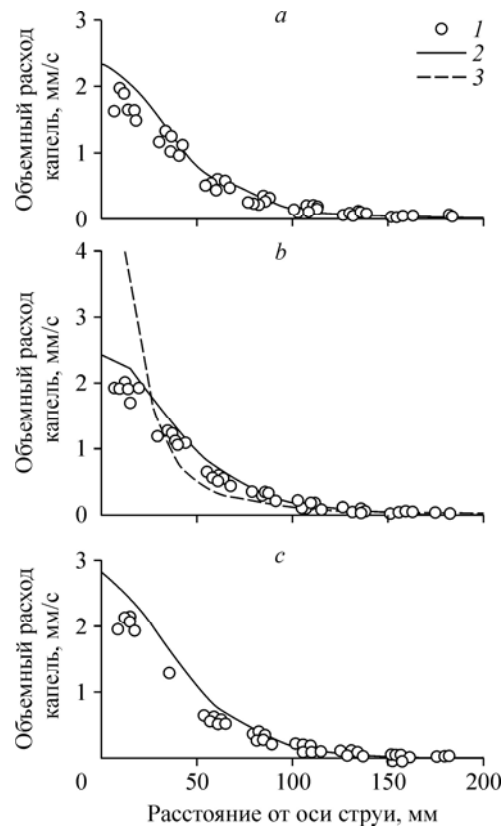 a
3
2
1
0
Объемный расход
капель, мм/с
1
2
3
b
4
3
2
1
0
Объемный расход
капель, мм/с
c
3
2
1
0
Объемный расход
капель, мм/с
50
100
150
200
Расстояние от оси струи, мм